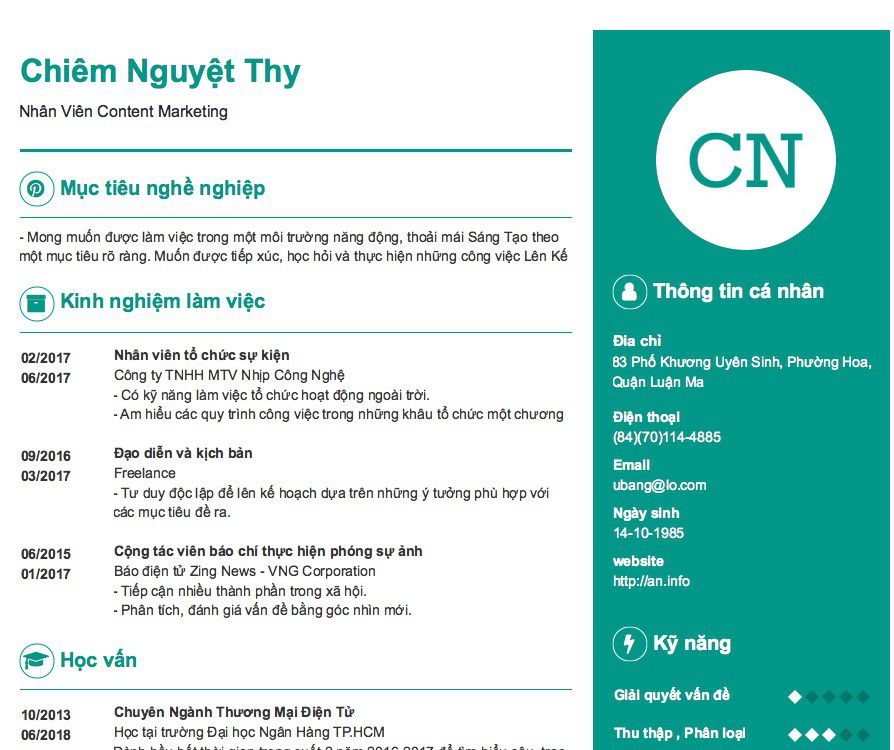 Chiêm Nguyệt Thy
Nhân Viên Content Marketing
Mục tiêu nghề nghiệp
- Mong muốn được làm việc trong một môi trường năng động, thoải mái Sáng Tạo theo
một mục tiêu rõ ràng. Muốn được tiếp xúc, học hỏi và thực hiện những công việc Lên Kế
Kinh nghiệm làm việc
02/2017 Nhân viên tổ chức sự kiện
06/2017 Công ty TNHH MTV Nhịp Công Nghệ
- Có kỹ năng làm việc tổ chức hoạt động ngoài trời.
- Am hiểu các quy trình công việc trong những khâu tổ chức một chương
09/2016 Đạo diễn và kịch bản
03/2017 Freelance
- Tư duy độc lập để lên kế hoạch dựa trên những ý tưởng phù hợp với
các mục tiêu đề ra.
06/2015 Cộng tác viên báo chí thực hiện phóng sự ảnh
01/2017 Báo điện tử Zing News - VNG Corporation
- Tiếp cận nhiều thành phần trong xã hội.
- Phân tích, đánh giá vấn đề bằng góc nhìn mới.
Học vấn
10/2013 Chuyên Ngành Thương Mại Điện Tử
06/2018 Học tại trường Đại học Ngân Hàng TP.HCM
CN
Thông tin cá nhân
Địa chỉ
83 Phố Khương Uyên Sinh, Phường Hoa,
Quận Luận Ma
Điện thoại
(84)(70)114-4885
Email
ubang@lo.com
Ngày sinh
14-10-1985
website
http://an.info
Kỹ năng
Giải quyết vấn đề
Thu thập , Phân loại